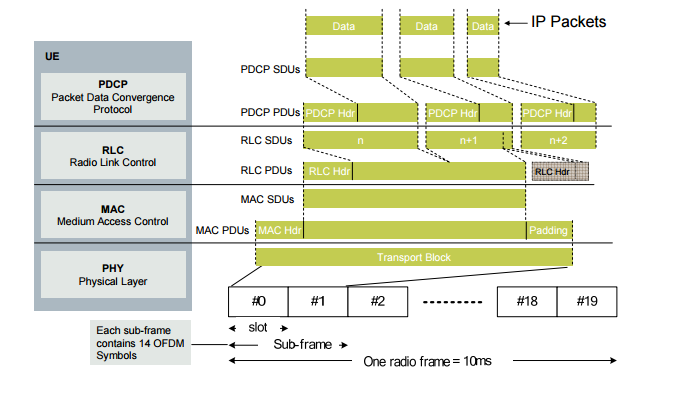 Data Data Data IP Packets
UE
PDCP SDUs
PDCP
Packet Data Convergence
Protocol
PDCP PDUs PDCP Hdr PDCP Hdr PDCP Hdr
RLC SDUs n n+1 n+2
RLC
Radio Link Control
RLC PDUs RLC Hdr RLC Hdr
MAC SDUs
MAC
Medium Access Control
MAC PDUs MAC Hdr Padding
PHY
Physical Layer
Transport Block
#0 #1 #2 #18 #19
slot
Each sub-frame
contains 14 OFDM
Symbols
Sub-frame
One radio frame = 10ms